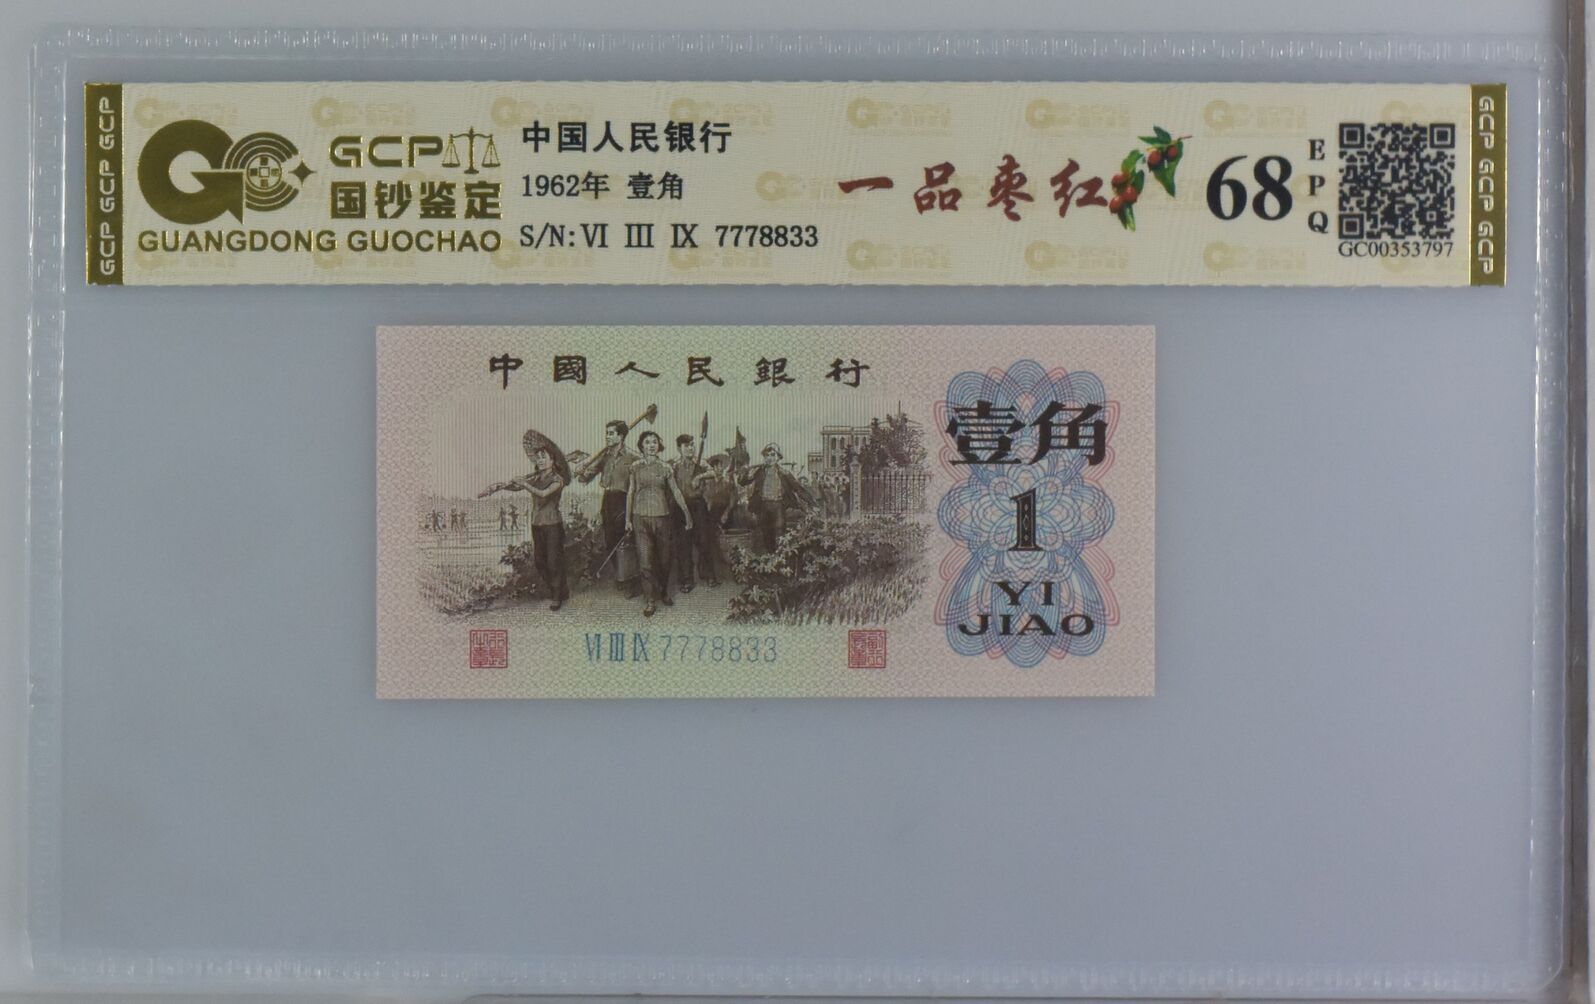 GCP GCP GCP
GCP
国钞鉴定
GUANGDONG GUOCHAO
中国人民银行
1962年 壹角
S/N: VI III IX 7778833
一品枣红
68
E
P
Q
GC00353797
GCP GCP GCP
中國人民銀行
壹角
1
YI
JIAO
VI III IX 7778833